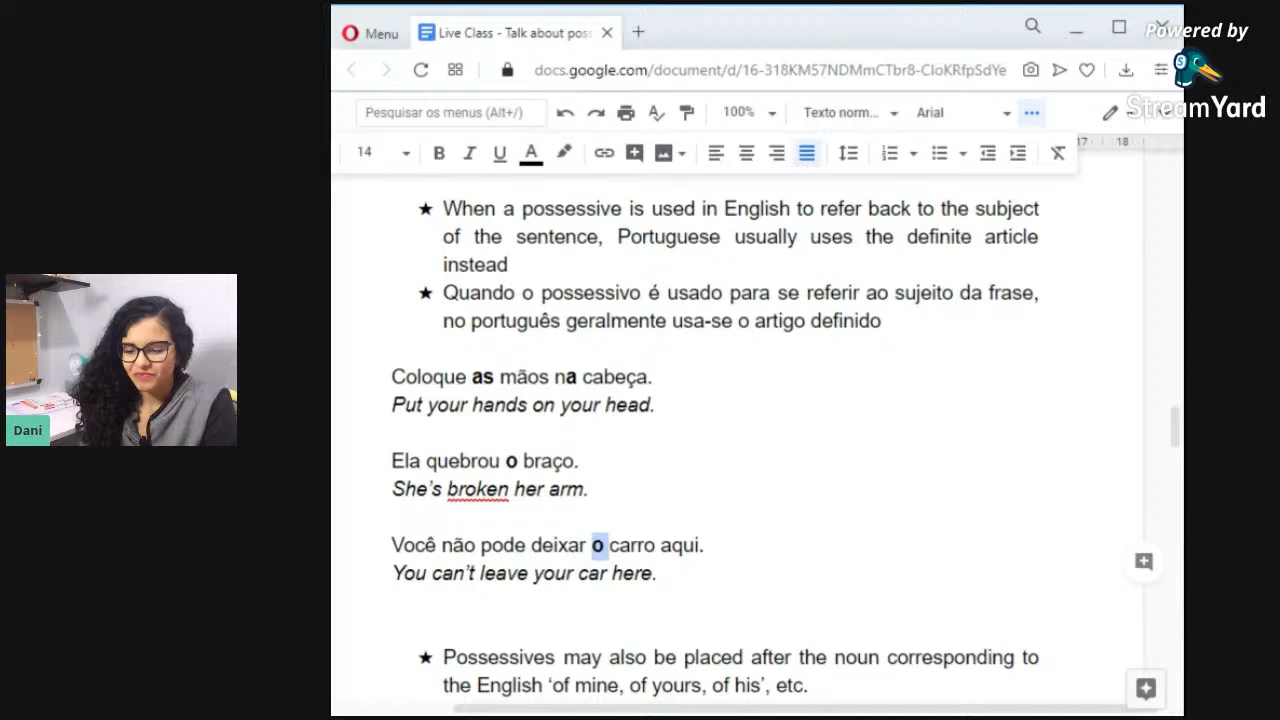 Menu
Live Class - Talk about poss
Powered by
StreamYard
docs.google.com/document/d/16-318KM57NDMmCTbr8-CIoKRfpSdYe
Pesquisar os menus (Alt+/)
100%
Texto norm...
Arial
14
B I U A
17 18
★ When a possessive is used in English to refer back to the subject
of the sentence, Portuguese usually uses the definite article
instead
★ Quando o possessivo é usado para se referir ao sujeito da frase,
no português geralmente usa-se o artigo definido
Coloque as mãos na cabeça.
Put your hands on your head.
Ela quebrou o braço.
She's broken her arm.
Você não pode deixar o carro aqui.
You can't leave your car here.
★ Possessives may also be placed after the noun corresponding to
the English 'of mine, of yours, of his', etc.
Dani